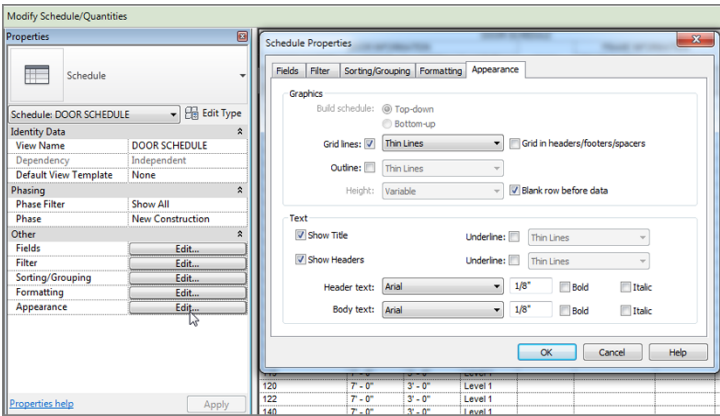 Modify Schedule/Quantities
Properties
Schedule
Schedule: DOOR SCHEDULE
Edit Type
Identity Data
View Name DOOR SCHEDULE
Dependency Independent
Default View Template None
Phasing
Phase Filter Show All
Phase New Construction
Other
Fields Edit...
Filter Edit...
Sorting/Grouping Edit...
Formatting Edit...
Appearance Edit...
Properties help Apply
Schedule Properties
Fields Filter Sorting/Grouping Formatting Appearance
Graphics
Build schedule: Top-down
Bottom-up
Grid lines: Thin Lines Grid in headers/footers/spacers
Outline: Thin Lines
Height: Variable Blank row before data
Text
Show Title Underline: Thin Lines
Show Headers Underline: Thin Lines
Header text: Arial 1/8" Bold Italic
Body text: Arial 1/8" Bold Italic
OK Cancel Help
120 7' - 0" 3' - 0" Level 1
122 7' - 0" 3' - 0" Level 1
140 7' - 0" 3' - 0" Level 1